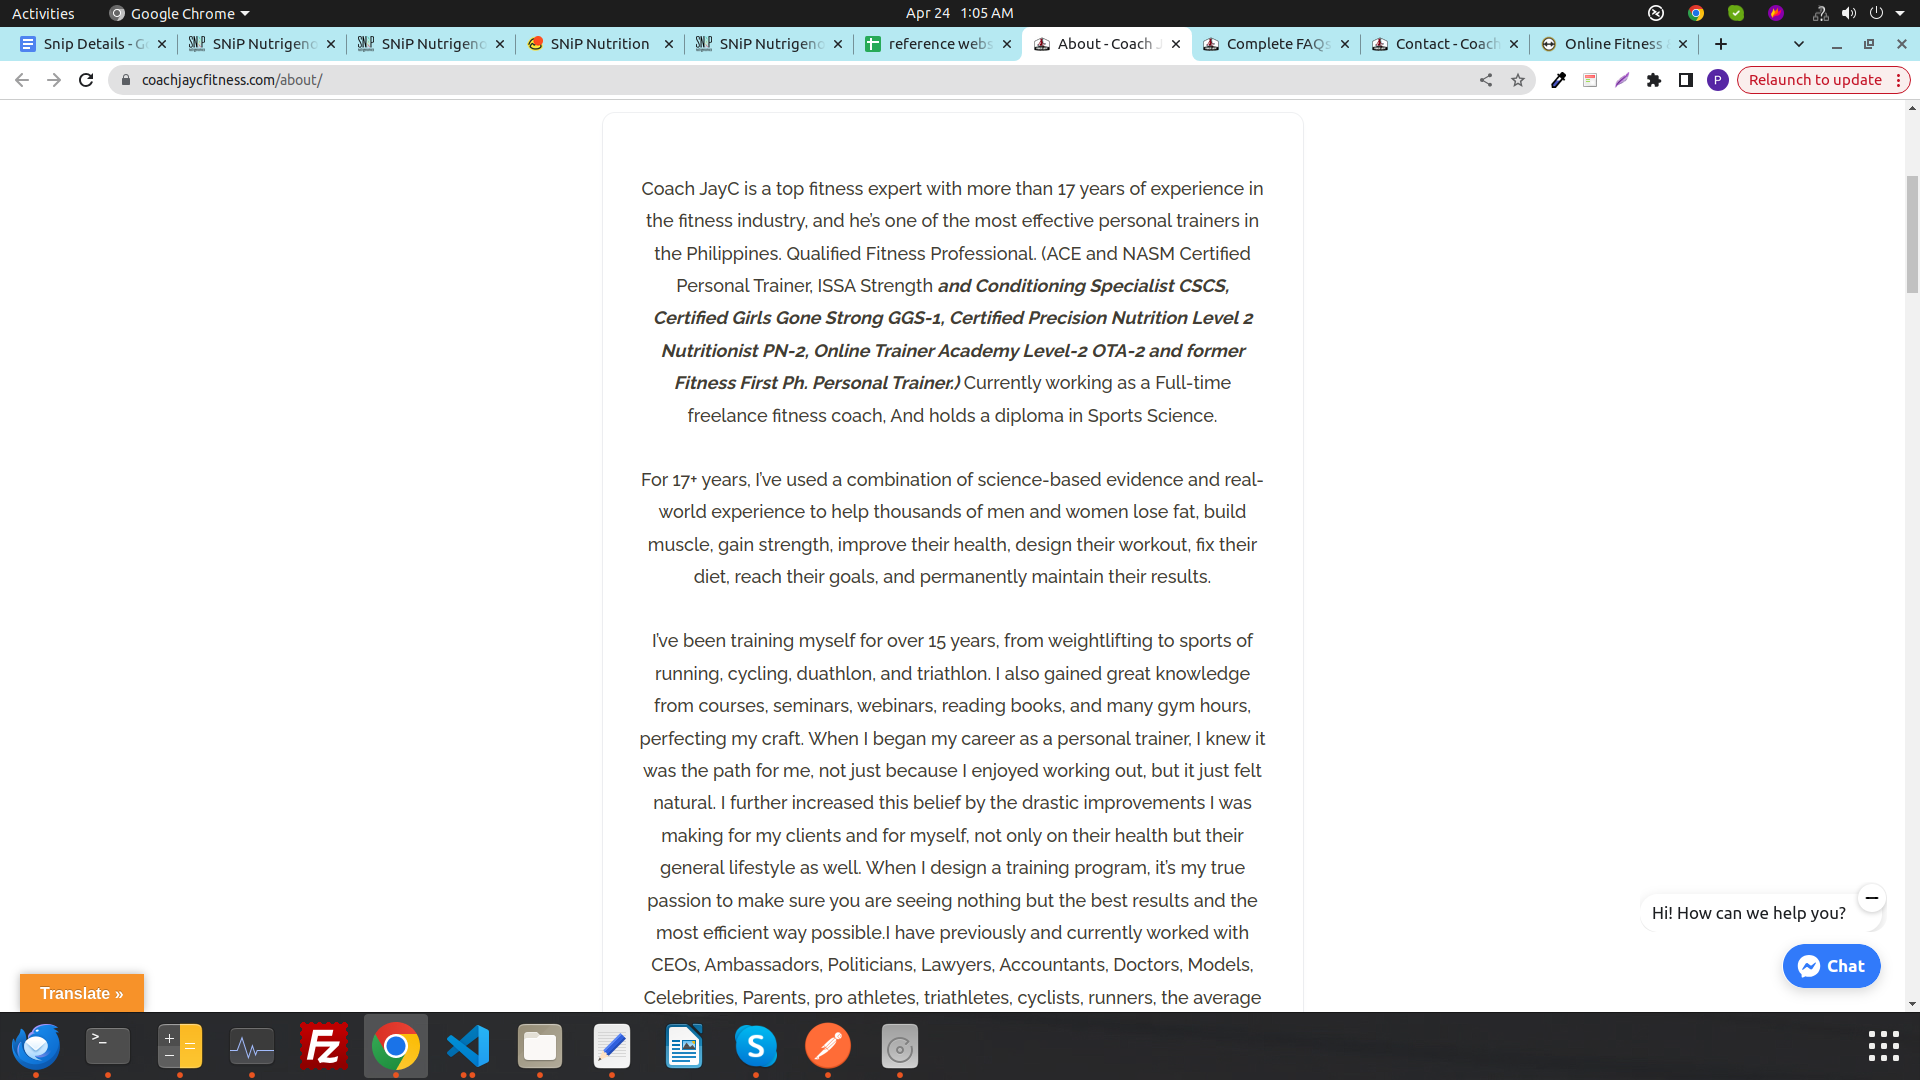 Activities
Google Chrome
Apr 24 1:05 AM
Snip Details - G
SNiP Nutrigeno
SNiP Nutrigeno
SNiP Nutrition
SNiP Nutrigeno
reference webs
About - Coach J
Complete FAQs
Contact - Coach
Online Fitness A
coachjaycfitness.com/about/
P
Relaunch to update
Coach JayC is a top fitness expert with more than 17 years of experience in
the fitness industry, and he's one of the most effective personal trainers in
the Philippines. Qualified Fitness Professional. (ACE and NASM Certified
Personal Trainer, ISSA Strength and Conditioning Specialist CSCS,
Certified Girls Gone Strong GGS-1, Certified Precision Nutrition Level 2
Nutritionist PN-2, Online Trainer Academy Level-2 OTA-2 and former
Fitness First Ph. Personal Trainer.) Currently working as a Full-time
freelance fitness coach, And holds a diploma in Sports Science.
For 17+ years, I've used a combination of science-based evidence and real-
world experience to help thousands of men and women lose fat, build
muscle, gain strength, improve their health, design their workout, fix their
diet, reach their goals, and permanently maintain their results.
I've been training myself for over 15 years, from weightlifting to sports of
running, cycling, duathlon, and triathlon. I also gained great knowledge
from courses, seminars, webinars, reading books, and many gym hours,
perfecting my craft. When I began my career as a personal trainer, I knew it
was the path for me, not just because I enjoyed working out, but it just felt
natural. I further increased this belief by the drastic improvements I was
making for my clients and for myself, not only on their health but their
general lifestyle as well. When I design a training program, it's my true
passion to make sure you are seeing nothing but the best results and the
most efficient way possible.I have previously and currently worked with
CEOs, Ambassadors, Politicians, Lawyers, Accountants, Doctors, Models,
Celebrities, Parents, pro athletes, triathletes, cyclists, runners, the average
Hi! How can we help you?
Chat
Translate »